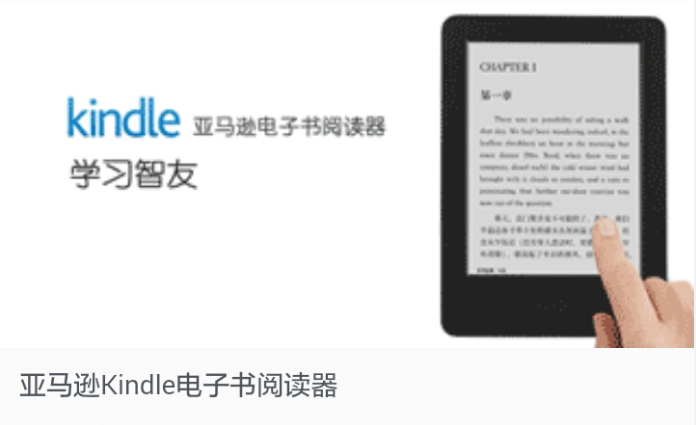 kindle 亚马逊电子书阅读器
学习智友
CHAPTER I
第一章
There was no possibility of taking a walk
that day. We had been wandering, indeed, in the
leafless shrubbery an hour in the morning; but
since dinner (Mrs. Reed, when there was no
company, dined early) the cold winter wind had
brought with it clouds so sombre, and a rain so
penetrating, that further out-door exercise was
now out of the question.
亚马逊Kindle电子书阅读器